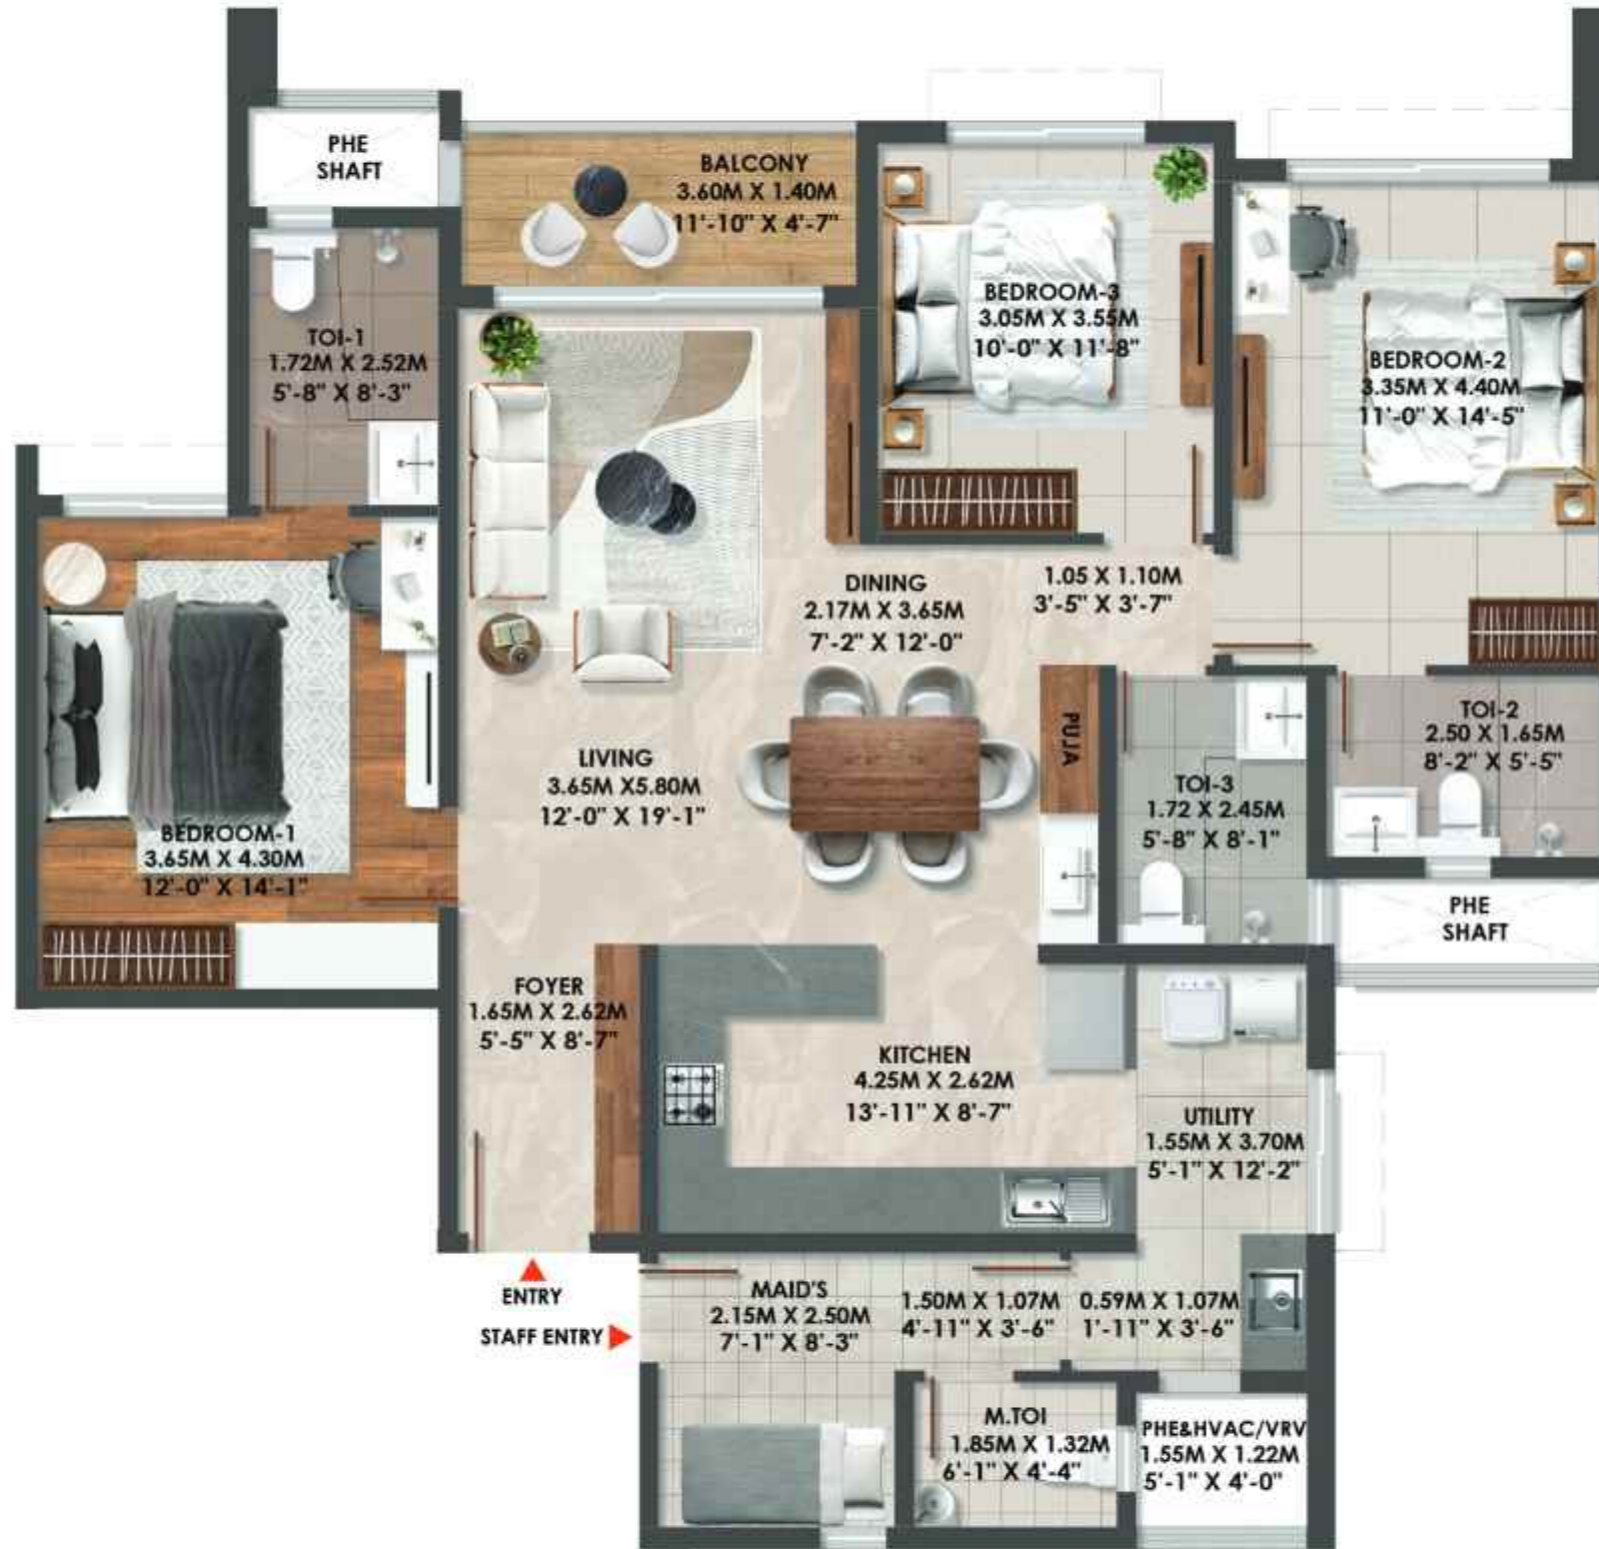 PHE
SHAFT
BALCONY
3.60M X 1.40M
11'-10" X 4'-7"
TOI-1
1.72M X 2.52M
5'-8" X 8'-3"
BEDROOM-3
3.05M X 3.55M
10'-0" X 11'-8"
BEDROOM-2
3.35M X 4.40M
11'-0" X 14'-5"
DINING
2.17M X 3.65M
7'-2" X 12'-0"
1.05 X 1.10M
3'-5" X 3'-7"
LIVING
3.65M X5.80M
12'-0" X 19'-1"
PUJA
TOI-3
1.72 X 2.45M
5'-8" X 8'-1"
TOI-2
2.50 X 1.65M
8'-2" X 5'-5"
BEDROOM-1
3.65M X 4.30M
12'-0" X 14'-1"
PHE
SHAFT
FOYER
1.65M X 2.62M
5'-5" X 8'-7"
KITCHEN
4.25M X 2.62M
13'-11" X 8'-7"
UTILITY
1.55M X 3.70M
5'-1" X 12'-2"
ENTRY
STAFF ENTRY
MAID'S
2.15M X 2.50M
7'-1" X 8'-3"
1.50M X 1.07M
4'-11" X 3'-6"
0.59M X 1.07M
1'-11" X 3'-6"
M.TOI
1.85M X 1.32M
6'-1" X 4'-4"
PHE&HVAC/VRV
1.55M X 1.22M
5'-1" X 4'-0"